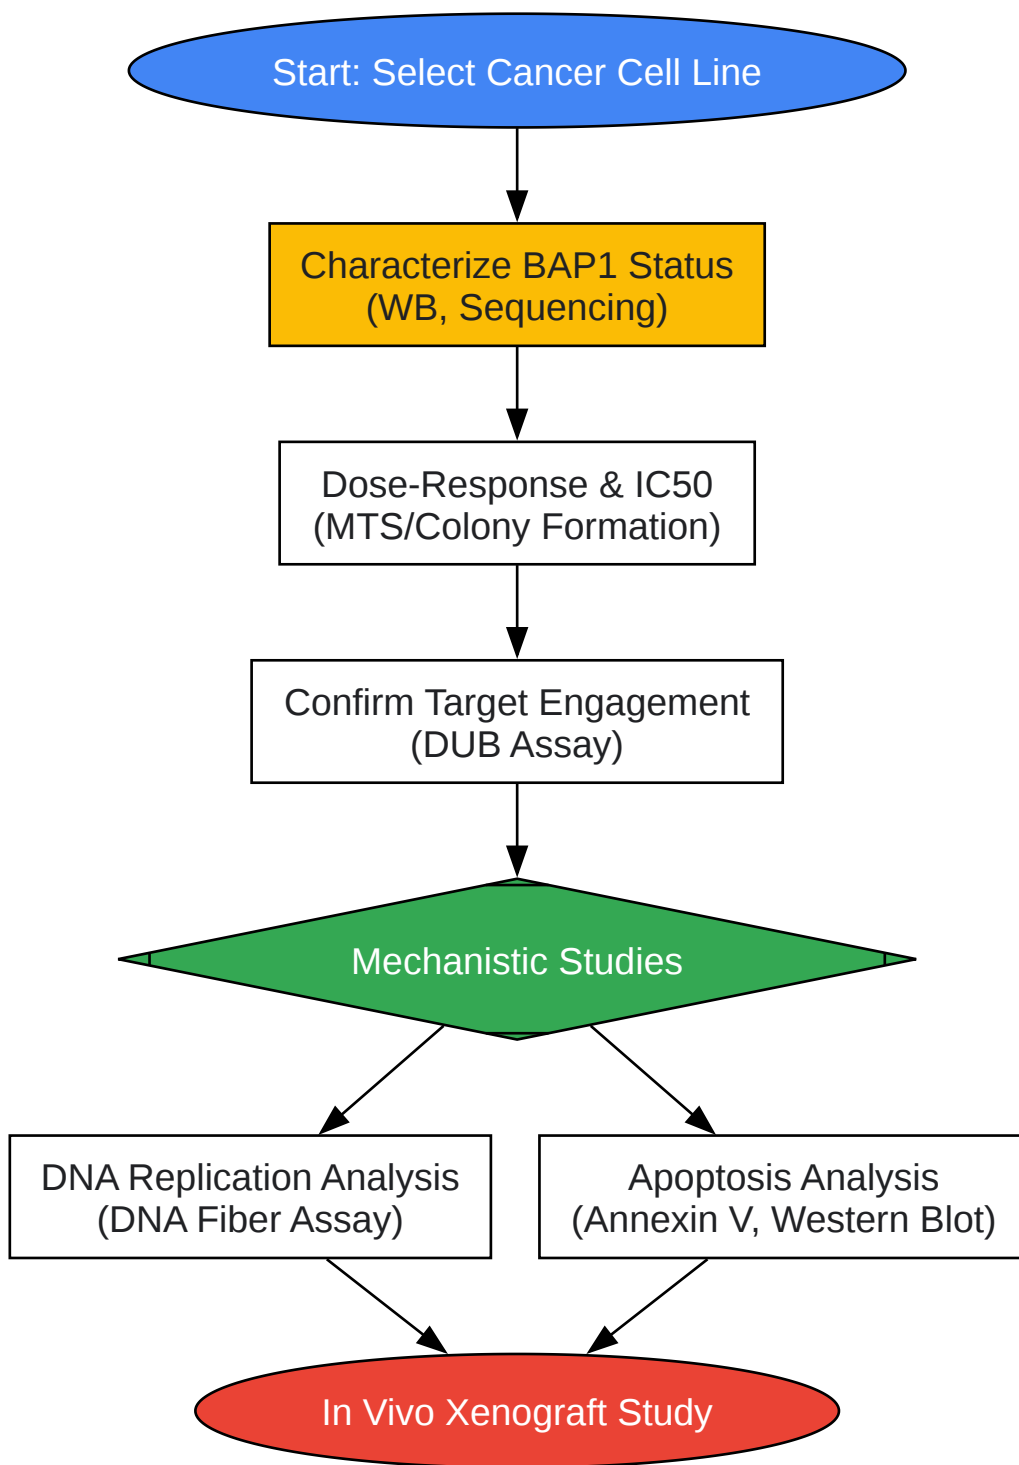 Start: Select Cancer Cell Line
Characterize BAP1 Status
(WB, Sequencing)
Dose-Response & IC50
(MTS/Colony Formation)
Confirm Target Engagement
(DUB Assay)
Mechanistic Studies
DNA Replication Analysis
(DNA Fiber Assay)
Apoptosis Analysis
(Annexin V, Western Blot)
In Vivo Xenograft Study